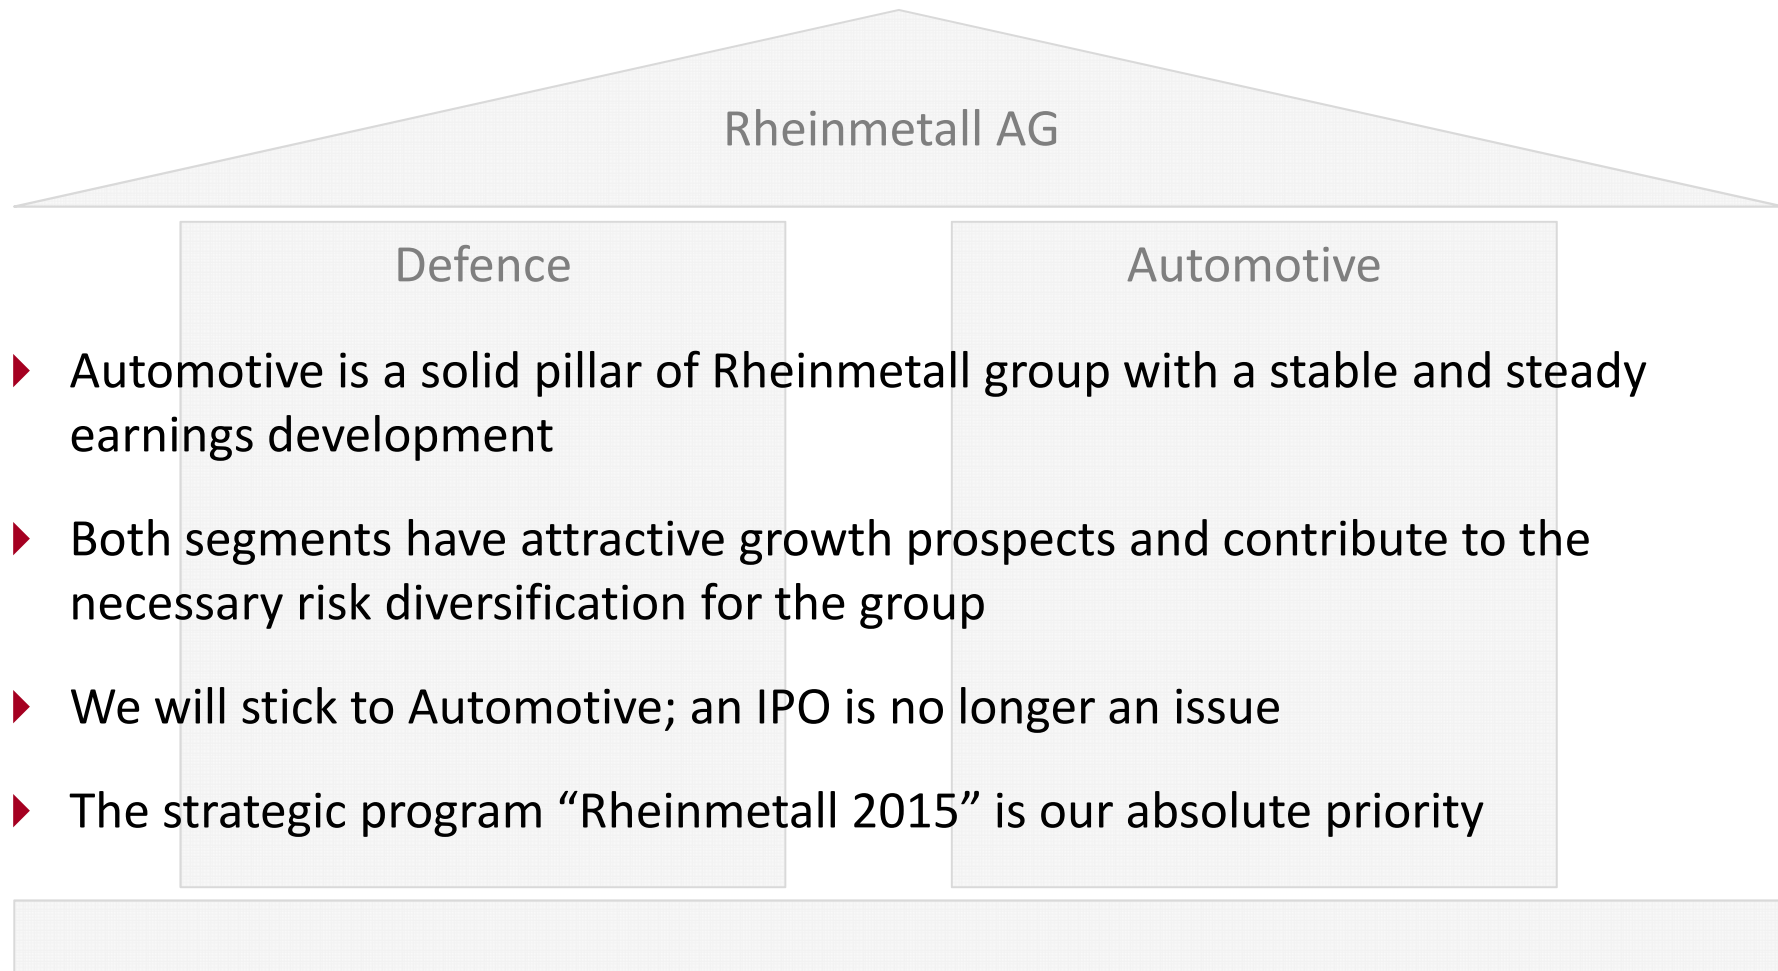 Rheinmetall AG
Defence
Automotive
Automotive is a solid pillar of Rheinmetall group with a stable and steady
earnings development
Both segments have attractive growth prospects and contribute to the
necessary risk diversification for the group
We will stick to Automotive; an IPO is no longer an issue
The strategic program “Rheinmetall 2015” is our absolute priority